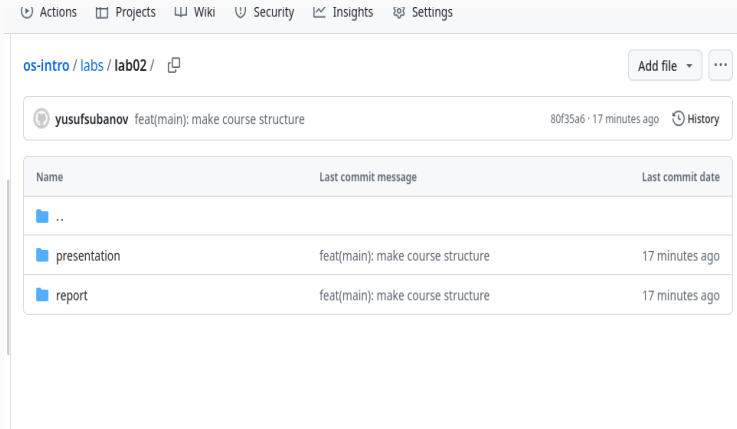 Actions Projects Wiki Security Insights Settings
os-intro / labs / lab02 /
Add file
yusufsubanov feat(main): make course structure 80f35a6 · 17 minutes ago History
Name Last commit message Last commit date
..
presentation feat(main): make course structure 17 minutes ago
report feat(main): make course structure 17 minutes ago